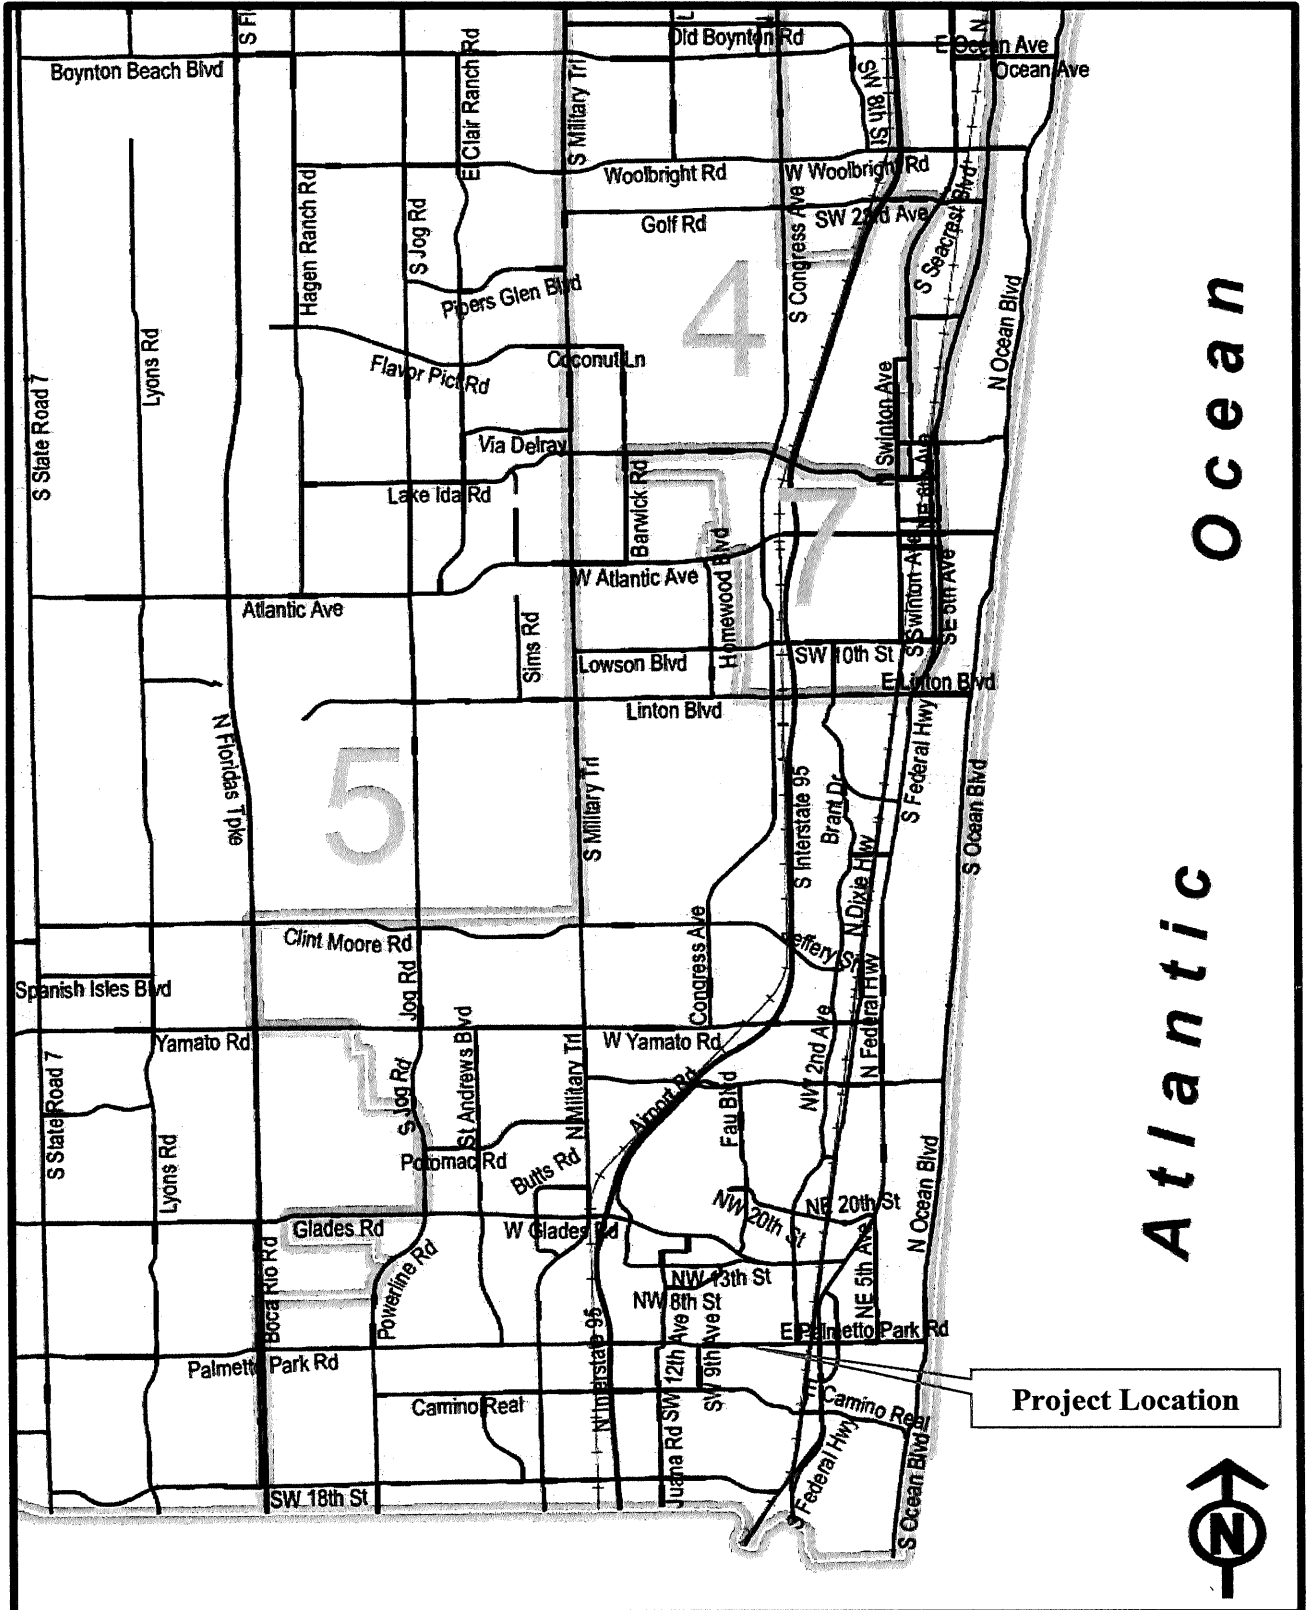 S Fl
L
N
N
Old Boynton Rd
E Ocean Ave
Ocean Ave
Boynton Beach Blvd
El Clair Ranch Rd
S Military Trl
SW 8th St
Woolbright Rd
W Woolbright Rd
Hagen Ranch Rd
S Jog Rd
Golf Rd
S Congress Ave
SW 23rd Ave
S Seacrest Blvd
Pipers Glen Blvd
4
N Ocean Blvd
Ocean
Lyons Rd
Flavor Pict Rd
Coconut Ln
S State Road 7
N Swinton Ave
Via Delray
Lake Ida Rd
Barwick Rd
7
NE 6th Ave
W Atlantic Ave
Homewood Blvd
Atlantic Ave
S Swinton Ave
SE 5th Ave
Sims Rd
Lowson Blvd
SW 10th St
E Linton Blvd
Linton Blvd
N Floridas Tpke
5
S Military Trl
S Interstate 95
Brant Dr
S Federal Hwy
S Ocean Blvd
N Dixie Hwy
Atlantic
Clint Moore Rd
Congress Ave
Jeffery St
Spanish Isles Blvd
Jog Rd
N Federal Hwy
Yamato Rd
W Yamato Rd
St Andrews Blvd
N Military Trl
NW 2nd Ave
S State Road 7
S Jog Rd
Airport Rd
Fau Blvd
Lyons Rd
Potomac Rd
Butts Rd
N Ocean Blvd
Glades Rd
W Glades Rd
NW 20th St
NE 20th St
Boca Rio Rd
Powerline Rd
NW 13th St
NW 8th St
NE 5th Ave
E Palmetto Park Rd
Palmetto Park Rd
N Interstate 95
SW 12th Ave
SW 9th Ave
Project Location
Camino Real
Camino Real
Juana Rd
S Federal Hwy
S Ocean Blvd
SW 18th St
N